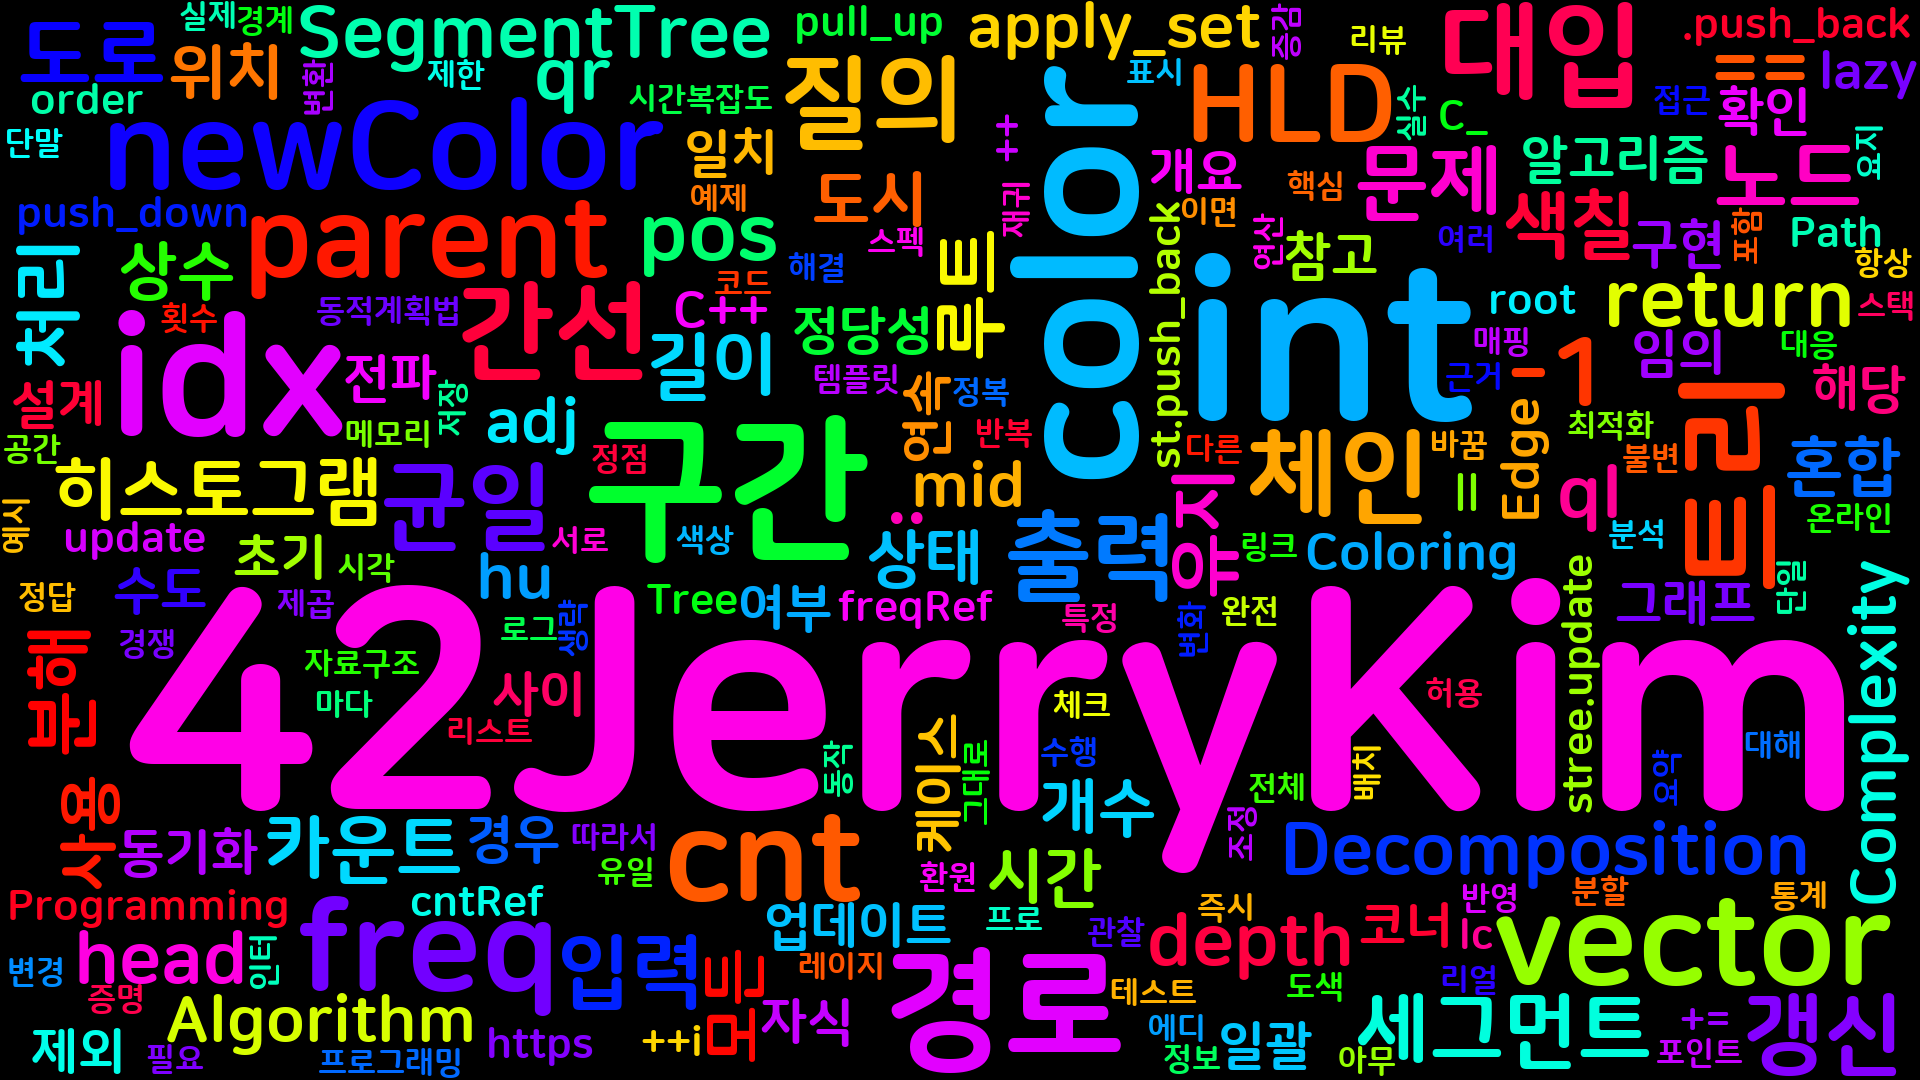 실제
경계
SegmentTree
pull_up
apply_set
증감
리뷰
대입
.push_back
도로
위치
변환
제한
qr
질의
color
표시
HLD
≡≡
lazy
order
시간복잡도
실수
C_
접근
확인
단말
newColor
일치
++
개요
문제
알고리즘
노드
요지
push_down
parent
예제
pos
도시
스펙
재귀
st.push_back
이면
핵심
연산
참고
여러
색칠
구현
포함
Path
항상
처리
상수
횟수
idx
동적계획법
간선
C++
코드
해결
정당성
루트
int
root
return
스택
전파
길이
템플릿
연속
정복
매핑
근거
-1
임의
대응
트리
해당
설계
저장
adj
공간
메모리
히스토그램
균일
정점
구간
mid
반복
다른
체인
바꿈
=
Edge
최적화
불변
혼합
ql
온라인
예시
update
초기
시각
서로
색상
상태
출력
유지
링크
Coloring
분석
정답
수도
제곱
hu
Tree
여부
freqRef
특정
변화
완전
stree.update
그래프
단일
Complexity
분해
경쟁
로그
생략
자료구조
마다
42JerryKim
사이
리스트
체크
허용
대해
사용
동작
케이스
그대로
수행
개수
전체
배치
요약
동기화
카운트
경우
따라서
유일
cnt
환원
시간
조정
Decomposition
Programming
cntRef
업데이트
프로
관찰
즉시
반영
분할
통계
변경
head
인터
freq
입력
비머
레이지
경로
depth
코너
lc
vector
증명
Algorithm
자식
테스트
도색
리얼
제외
필요
프로그래밍
https
++i
에디
정보
일괄
아무
세그먼트
+=
포인트
갱신